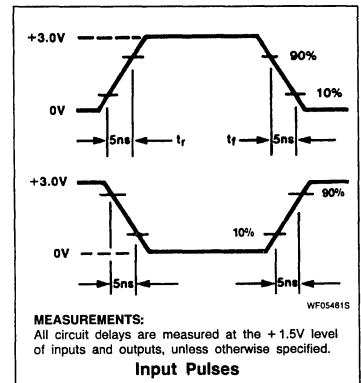 +3.0V
90%
10%
0V
5ns tr tf 5ns
+3.0V
90%
10%
0V
5ns 5ns
WF05461S
MEASUREMENTS:
All circuit delays are measured at the +1.5V level
of inputs and outputs, unless otherwise specified.
Input Pulses